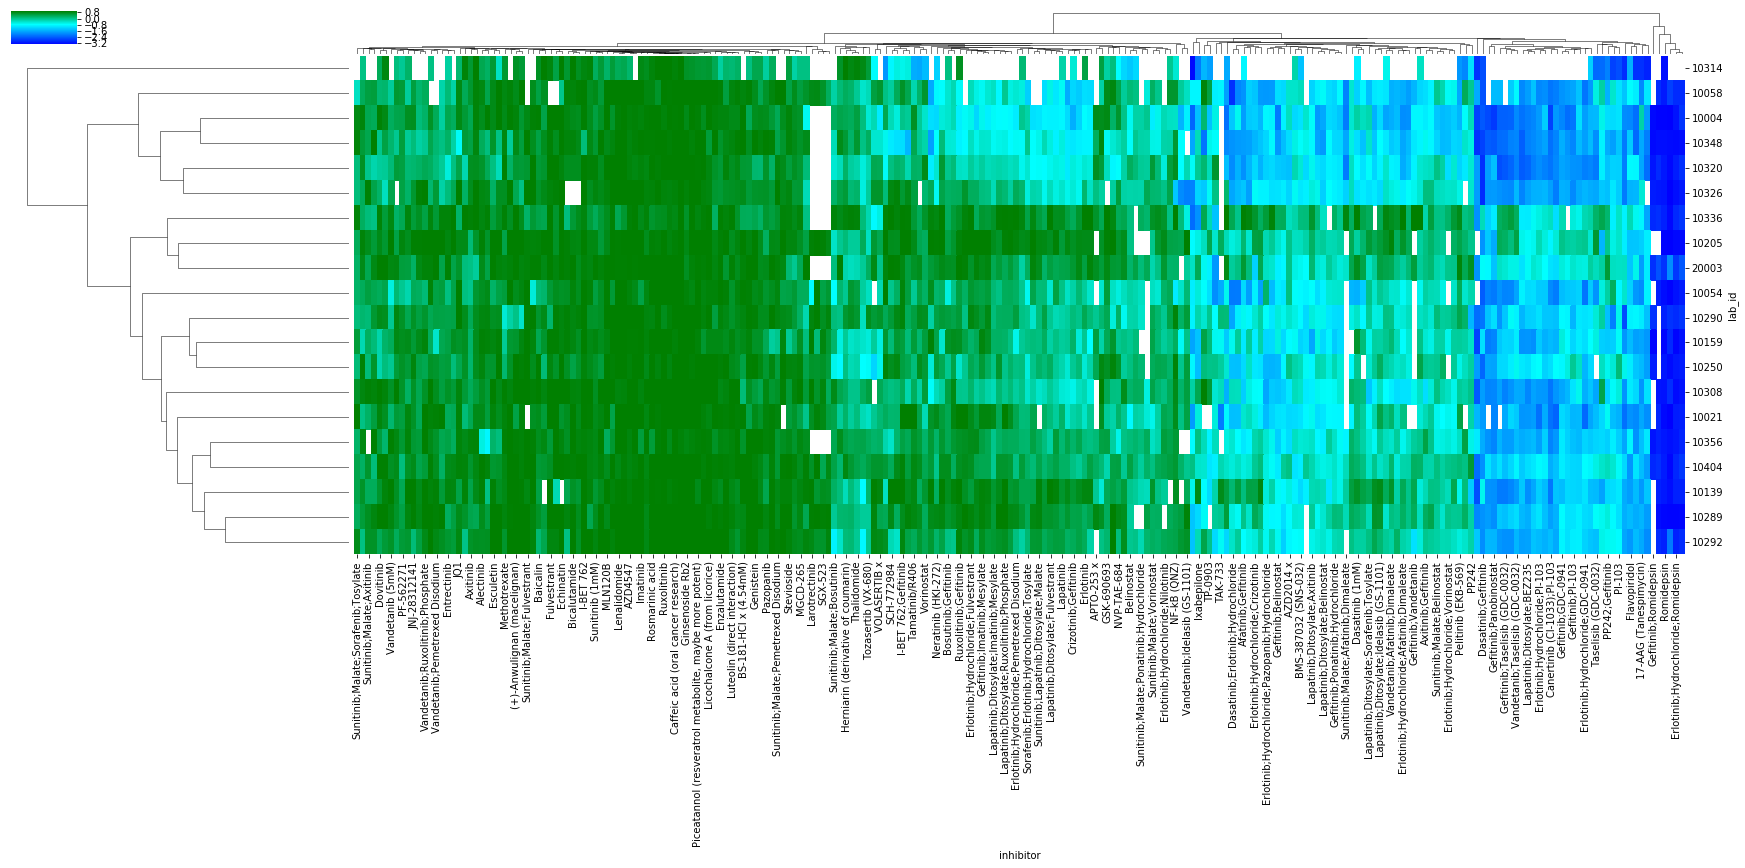 0.8
0.0
−0.8
−1.6
−2.4
−3.2
10314
10058
10004
10348
10320
10326
10336
10205
20003
10054
10290
10159
10250
10308
10021
10356
10404
10139
10289
10292
lab_id
Sunitinib;Malate;Sorafenib;Tosylate
Sunitinib;Malate;Axitinib
Dovitinib
Vandetanib (5mM)
PF-562271
JNJ-28312141
Vandetanib;Ruxolitinib;Phosphate
Vandetanib;Pemetrexed Disodium
Entrectinib
JQ1
Axitinib
Alectinib
Esculetin
Metotrexate
(+)-Anwulignan (macelignan)
Sunitinib;Malate;Fulvestrant
Baicalin
Fulvestrant
Echinatin
Bicalutamide
I-BET 762
Sunitinib (1mM)
MLN120B
Lenalidomide
AZD4547
Imatinib
Rosmarinic acid
Ruxolitinib
Caffeic acid (oral cancer research)
Ginsenoside Rb2
Piceatannol (resveratrol metabolite, maybe more potent)
Licochalcone A (from licorice)
Enzalutamide
Luteolin (direct interaction)
BS-181-HCl x (4.54mM)
Genistein
Pazopanib
Sunitinib;Malate;Pemetrexed Disodium
Stevioside
MGCD-265
Larotrectinib
SGX-523
Sunitinib;Malate;Bosutinib
Herniarin (derivative of coumarin)
Thalidomide
Tozasertib (VX-680)
VOLASERTIB x
SCH-772984
I-BET 762;Gefitinib
Tamatinib/R406
Vorinostat
Neratinib (HKI-272)
Bosutinib;Gefitinib
Ruxolitinib;Gefitinib
Erlotinib;Hydrochloride;Fulvestrant
Gefitinib;Imatinib;Mesylate
Lapatinib;Ditosylate;Imatinib;Mesylate
Lapatinib;Ditosylate;Ruxolitinib;Phosphate
Erlotinib;Hydrochloride;Pemetrexed Disodium
Sorafenib;Erlotinib;Hydrochloride;Tosylate
Sunitinib;Lapatinib;Ditosylate;Malate
Lapatinib;Ditosylate;Fulvestrant
Lapatinib
Crizotinib;Gefitinib
Erlotinib
APTO-253 x
GSK-690693
NVP-TAE-684
Belinostat
Sunitinib;Malate;Ponatinib;Hydrochloride
Sunitinib;Malate;Vorinostat
Erlotinib;Hydrochloride;Nilotinib
NF-kB (QNZ)
Vandetanib;Idelasib (GS-1101)
Ixabepilone
TP-0903
TAK-733
Dasatinib;Erlotinib;Hydrochloride
Afatinib;Gefitinib
Erlotinib;Hydrochloride;Crizotinib
Erlotinib;Hydrochloride;Pazopanib;Hydrochloride
Gefitinib;Belinostat
AZD2014 x
BMS-387032 (SNS-032)
Lapatinib;Ditosylate;Axitinib
Lapatinib;Ditosylate;Belinostat
Gefitinib;Ponatinib;Hydrochloride
Sunitinib;Malate;Afatinib;Dimaleate
Dasatinib (1mM)
Lapatinib;Ditosylate;Sorafenib;Tosylate
Lapatinib;Ditosylate;Idelasib (GS-1101)
Vandetanib;Afatinib;Dimaleate
Erlotinib;Hydrochloride;Afatinib;Dimaleate
Gefitinib;Vandetanib
Axitinib;Gefitinib
Sunitinib;Malate;Belinostat
Erlotinib;Hydrochloride;Vorinostat
Pelitinib (EKB-569)
PP242
Dasatinib;Gefitinib
Gefitinib;Panobinostat
Gefitinib;Taselisib (GDC-0032)
Vandetanib;Taselisib (GDC-0032)
Lapatinib;Ditosylate;BEZ235
Erlotinib;Hydrochloride;PI-103
Canertinib (CI-1033);PI-103
Gefitinib;GDC-0941
Gefitinib;PI-103
Erlotinib;Hydrochloride;GDC-0941
Taselisib (GDC-0032)
PP242;Gefitinib
PI-103
Flavopiridol
17-AAG (Tanespimycin)
Gefitinib;Romidepsin
Romidepsin
Erlotinib;Hydrochloride;Romidepsin
inhibitor